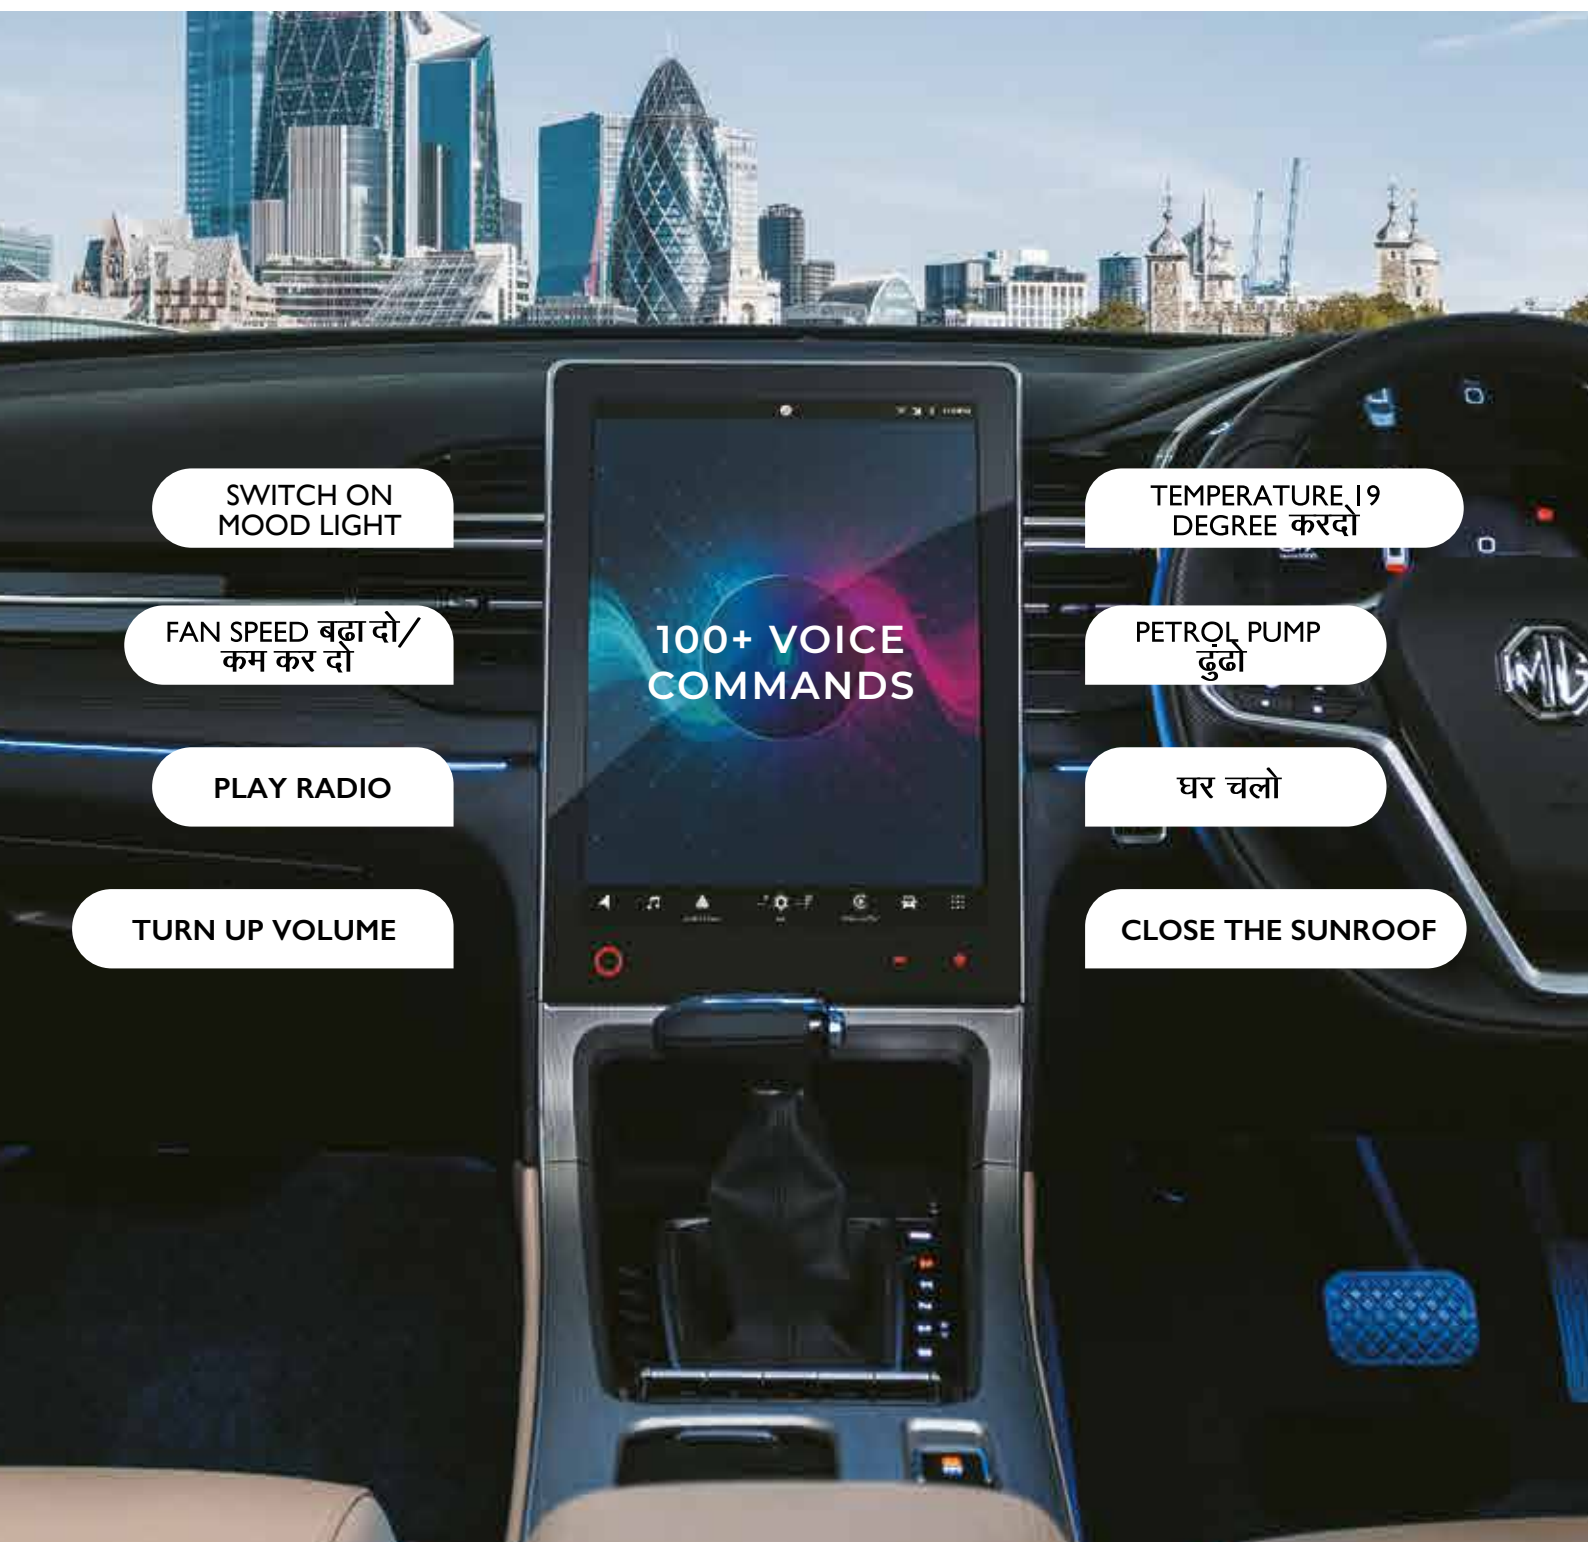 SWITCH ON
MOOD LIGHT
TEMPERATURE 19
DEGREE करदो
FAN SPEED बढ़ा दो/
कम कर दो
100+ VOICE
COMMANDS
PETROL PUMP
ढुंढो
MG
PLAY RADIO
घर चलो
TURN UP VOLUME
CLOSE THE SUNROOF